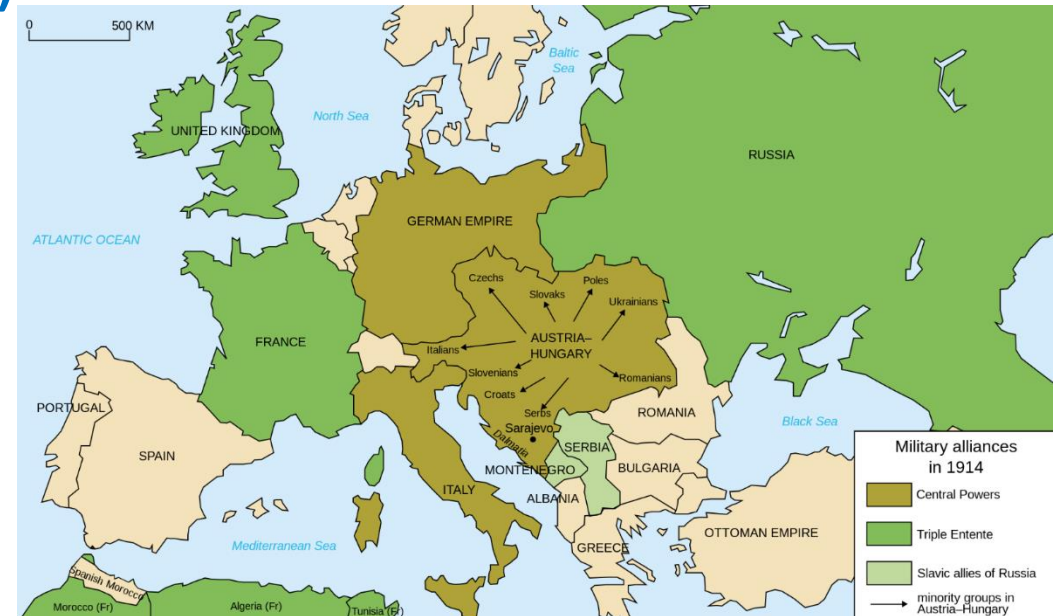 0
500 KM
Baltic
Sea
North Sea
UNITED KINGDOM
RUSSIA
GERMAN EMPIRE
ATLANTIC OCEAN
Czechs
Poles
Slovaks
Ukrainians
FRANCE
AUSTRIA–
HUNGARY
Italians
Slovenians
Romanians
Croats
PORTUGAL
Serbs
ROMANIA
Black Sea
Sarajevo
Dalmatia
SERBIA
SPAIN
MONTENEGRO
BULGARIA
ITALY
ALBANIA
OTTOMAN EMPIRE
Mediterranean Sea
GREECE
Spanish Morocco
Morocco (Fr)
Algeria (Fr)
Tunisia (Fr)
Military alliances
in 1914
Central Powers
Triple Entente
Slavic allies of Russia
minority groups in
Austria–Hungary